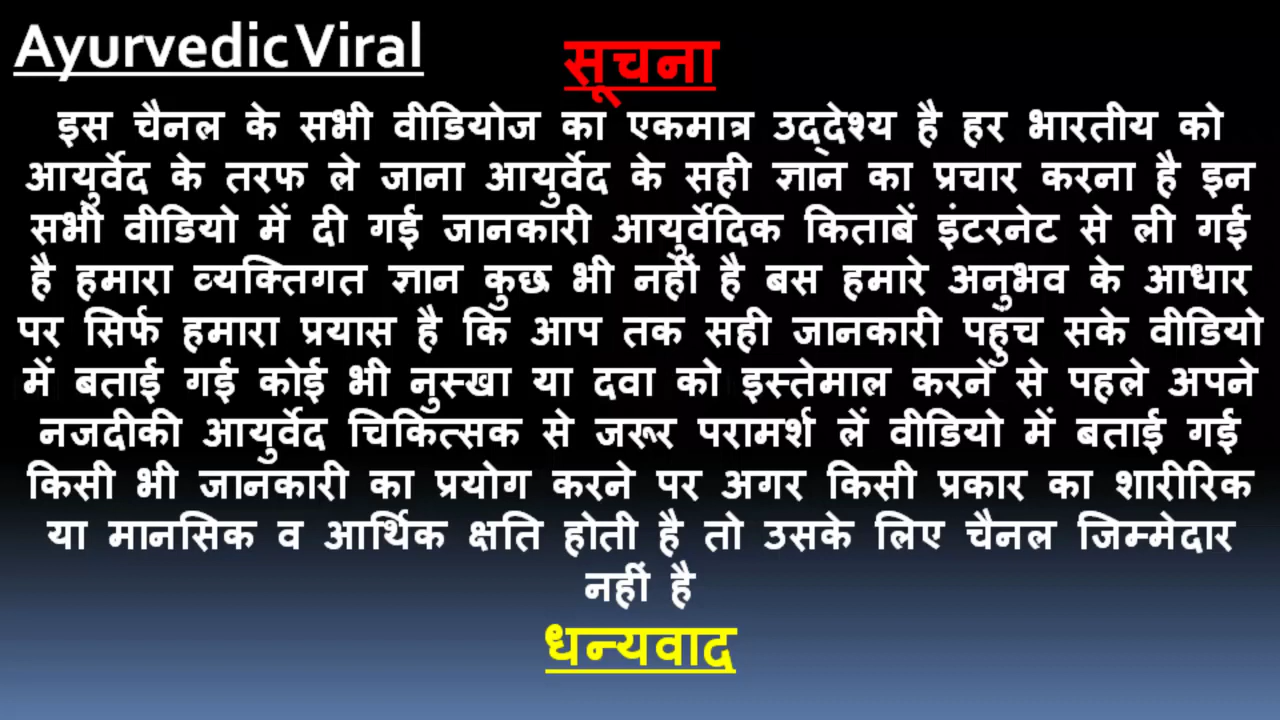 Ayurvedic Viral
सूचना
इस चैनल के सभी वीडियोज का एकमात्र उद्देश्य है हर भारतीय को
आयुर्वेद के तरफ ले जाना आयुर्वेद के सही ज्ञान का प्रचार करना है इन
सभी वीडियो में दी गई जानकारी आयुर्वेदिक किताबें इंटरनेट से ली गई
है हमारा व्यक्तिगत ज्ञान कुछ भी नहीं है बस हमारे अनुभव के आधार
पर सिर्फ हमारा प्रयास है कि आप तक सही जानकारी पहुंच सके वीडियो
में बताई गई कोई भी नुस्खा या दवा को इस्तेमाल करने से पहले अपने
नजदीकी आयुर्वेद चिकित्सक से जरूर परामर्श लें वीडियो में बताई गई
किसी भी जानकारी का प्रयोग करने पर अगर किसी प्रकार का शारीरिक
या मानसिक व आर्थिक क्षति होती है तो उसके लिए चैनल जिम्मेदार
नहीं है
धन्यवाद